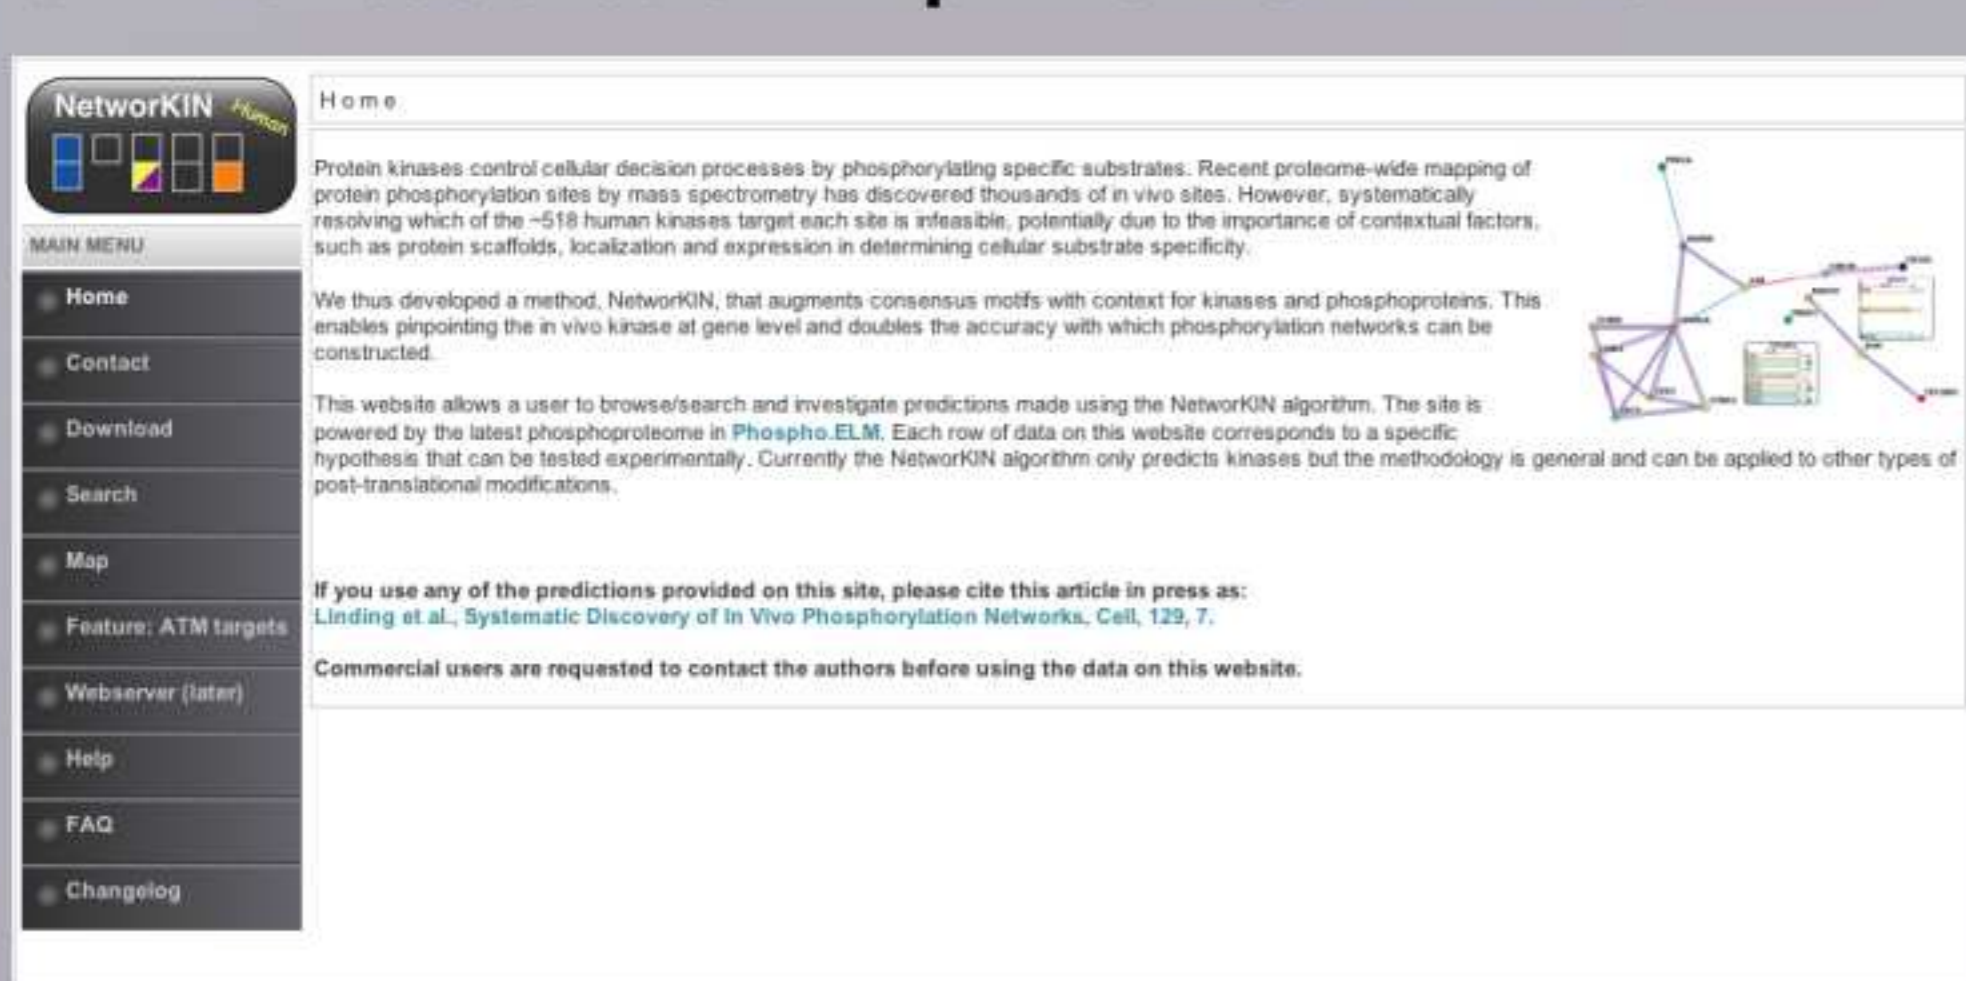 NetworKIN Human
MAIN MENU
Home
Contact
Download
Search
Map
Feature: ATM targets
Webserver (later)
Help
FAQ
Changelog
Home
Protein kinases control cellular decision processes by phosphorylating specific substrates. Recent proteome-wide mapping of
protein phosphorylation sites by mass spectrometry has discovered thousands of in vivo sites. However, systematically
resolving which of the ~518 human kinases target each site is infeasible, potentially due to the importance of contextual factors,
such as protein scaffolds, localization and expression in determining cellular substrate specificity.
We thus developed a method, NetworKIN, that augments consensus motifs with context for kinases and phosphoproteins. This
enables pinpointing the in vivo kinase at gene level and doubles the accuracy with which phosphorylation networks can be
constructed.
This website allows a user to browse/search and investigate predictions made using the NetworKIN algorithm. The site is
powered by the latest phosphoproteome in Phospho.ELM. Each row of data on this website corresponds to a specific
hypothesis that can be tested experimentally. Currently the NetworKIN algorithm only predicts kinases but the methodology is general and can be applied to other types of
post-translational modifications.
If you use any of the predictions provided on this site, please cite this article in press as:
Linding et al., Systematic Discovery of In Vivo Phosphorylation Networks, Cell, 129, 7.
Commercial users are requested to contact the authors before using the data on this website.